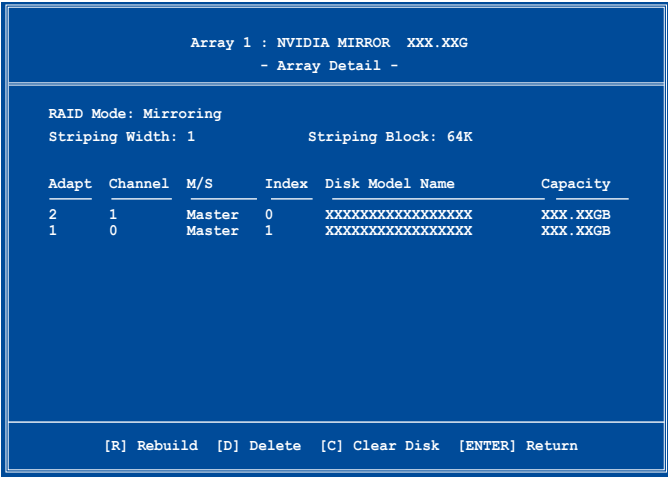 Array 1 : NVIDIA MIRROR XXX.XXG
- Array Detail -
RAID Mode: Mirroring
Striping Width: 1 Striping Block: 64K
Adapt Channel M/S Index Disk Model Name Capacity
2 1 Master 0 XXXXXXXXXXXXXXXXX XXX.XXGB
1 0 Master 1 XXXXXXXXXXXXXXXXX XXX.XXGB
[R] Rebuild [D] Delete [C] Clear Disk [ENTER] Return